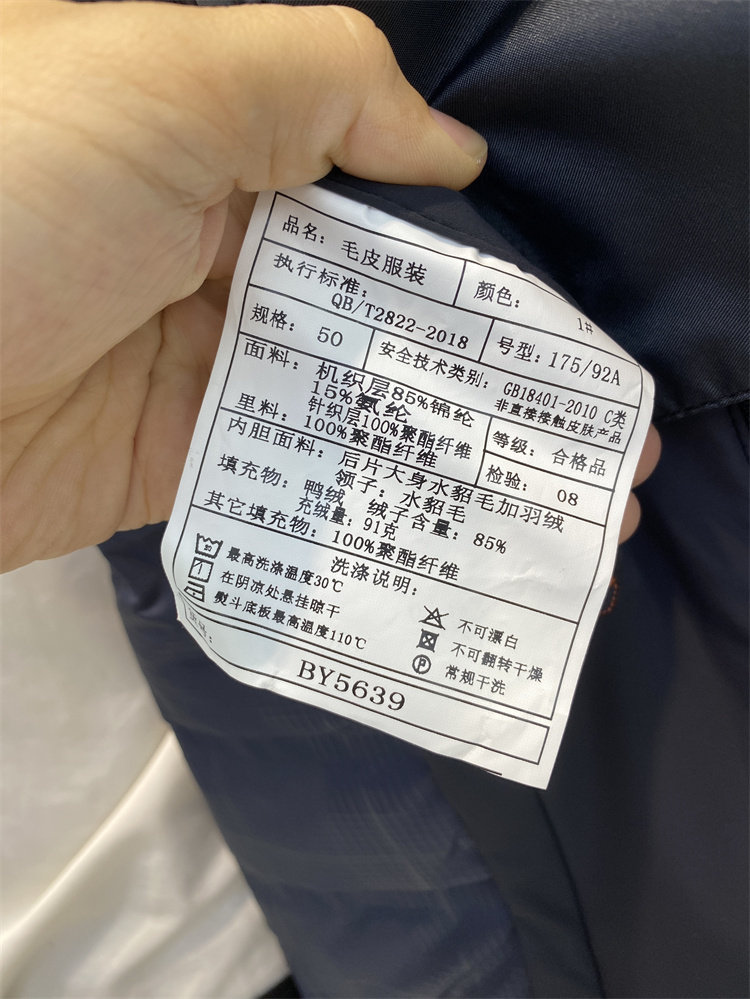 品名：毛皮服装
颜色：1#
执行标准：
QB/T2822-2018
号型：175/92A
规格：50
安全技术类别：GB18401-2010 C类
非直接接触皮肤产品
面料：机织层85%锦纶
15%氨纶
针织层100%聚酯纤维
里料：100%聚酯纤维
等级：合格品
检验：08
内胆面料：后片大身水貂毛加羽绒
领子：水貂毛
填充物：鸭绒 绒子含量：85%
充绒量：91克
其它填充物：100%聚酯纤维
洗涤说明：
30
最高洗涤温度30℃
在阴凉处悬挂晾干
熨斗底板最高温度110℃
不可漂白
不可翻转干燥
P
常规干洗
BY5639